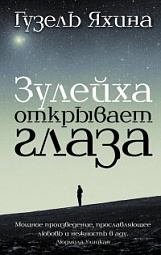 Гузель Яхина
Зулейха
открывает
глаза
Мощное произведение, прославляющее
любовь и нежность в аду.
Людмила Улицкая